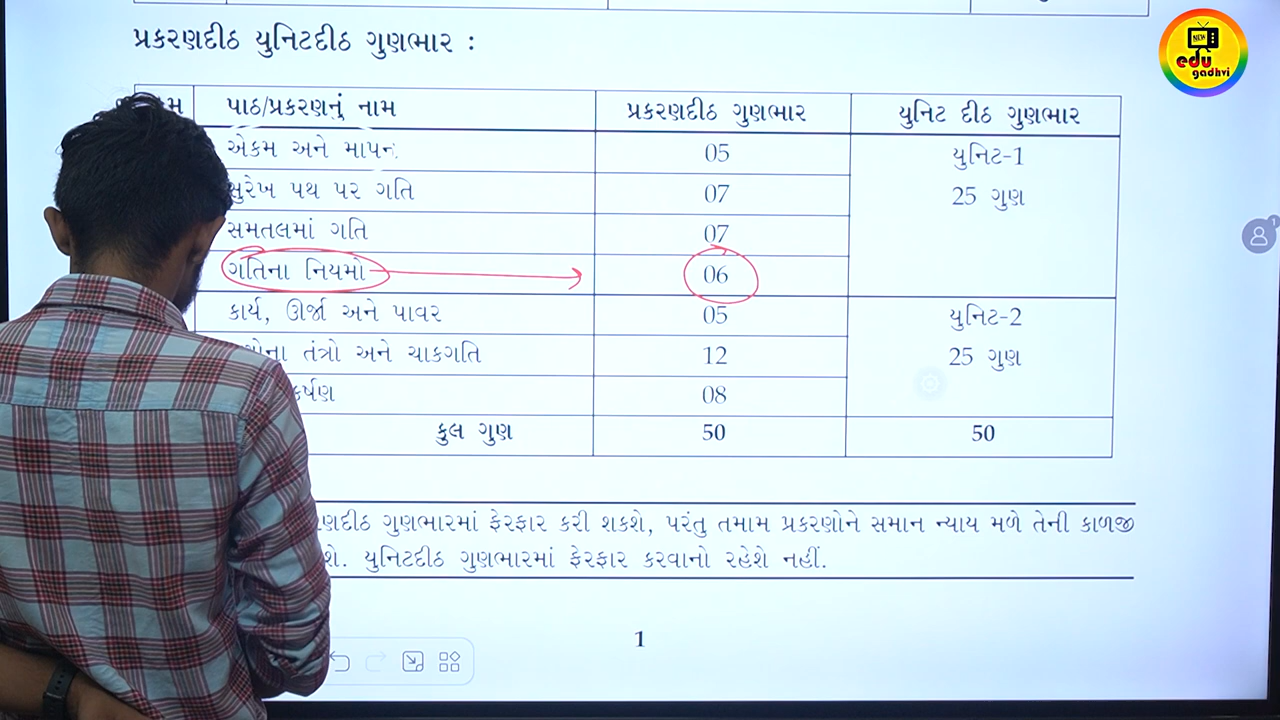 પ્રકરણદીઠ યુનિટદીઠ ગુણભાર :
NEW
edu
gadhvi
પાઠ/પ્રકરણનું નામ પ્રકરણદીઠ ગુણભાર યુનિટ દીઠ ગુણભાર
એકમ અને માપન 05 યુનિટ-1
સુરેખ પથ પર ગતિ 07 25 ગુણ
સમતલમાં ગતિ 07
ગતિના નિયમો 06
કાર્ય, ઊર્જા અને પાવર 05 યુનિટ-2
તંત્રો અને ચાકગતિ 12 25 ગુણ
08
કુલ ગુણ 50 50
ગુણભારમાં ફેરફાર કરી શકશે, પરંતુ તમામ પ્રકરણોને સમાન ન્યાય મળે તેની કાળજી
યુનિટદીઠ ગુણભારમાં ફેરફાર કરવાનો રહેશે નહીં.
1
1